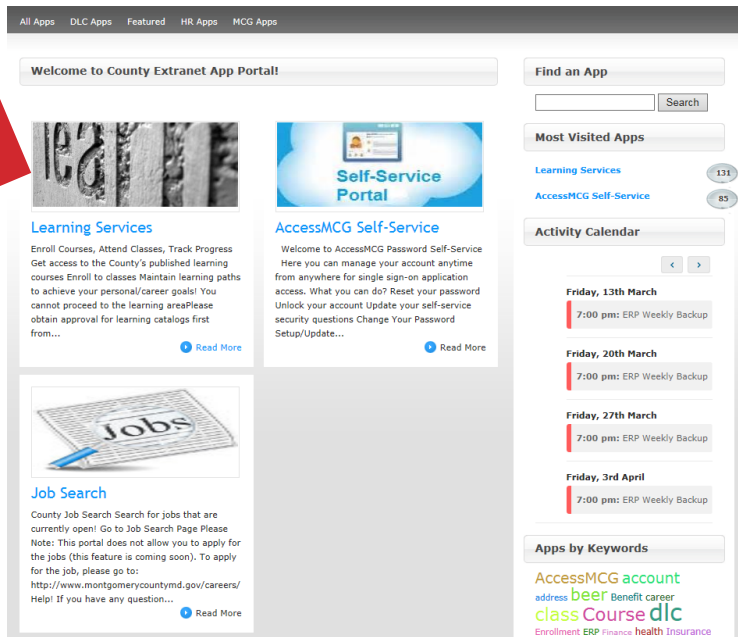 All Apps DLC Apps Featured HR Apps MCG Apps
Welcome to County Extranet App Portal!
lear
Learning Services
Enroll Courses, Attend Classes, Track Progress
Get access to the County's published learning
courses Enroll to classes Maintain learning paths
to achieve your personal/career goals! You
cannot proceed to the learning areaPlease
obtain approval for learning catalogs first
from...
Read More
Self-Service
Portal
AccessMCG Self-Service
Welcome to AccessMCG Password Self-Service
Here you can manage your account anytime
from anywhere for single sign-on application
access. What you can do? Reset your password
Unlock your account Update your self-service
security questions Change Your Password
Setup/Update...
Read More
Jobs
Job Search
County Job Search Search for jobs that are
currently open! Go to Job Search Page Please
Note: This portal does not allow you to apply for
the jobs (this feature is coming soon). To apply
for the job, please go to:
http://www.montgomerycountymd.gov/careers/
Help! If you have any question...
Read More
Find an App
Search
Most Visited Apps
Learning Services 131
AccessMCG Self-Service 85
Activity Calendar
‹ ›
Friday, 13th March
7:00 pm: ERP Weekly Backup
Friday, 20th March
7:00 pm: ERP Weekly Backup
Friday, 27th March
7:00 pm: ERP Weekly Backup
Friday, 3rd April
7:00 pm: ERP Weekly Backup
Apps by Keywords
AccessMCG account
address beer Benefit career
class Course dlc
Enrollment ERP Finance health Insurance